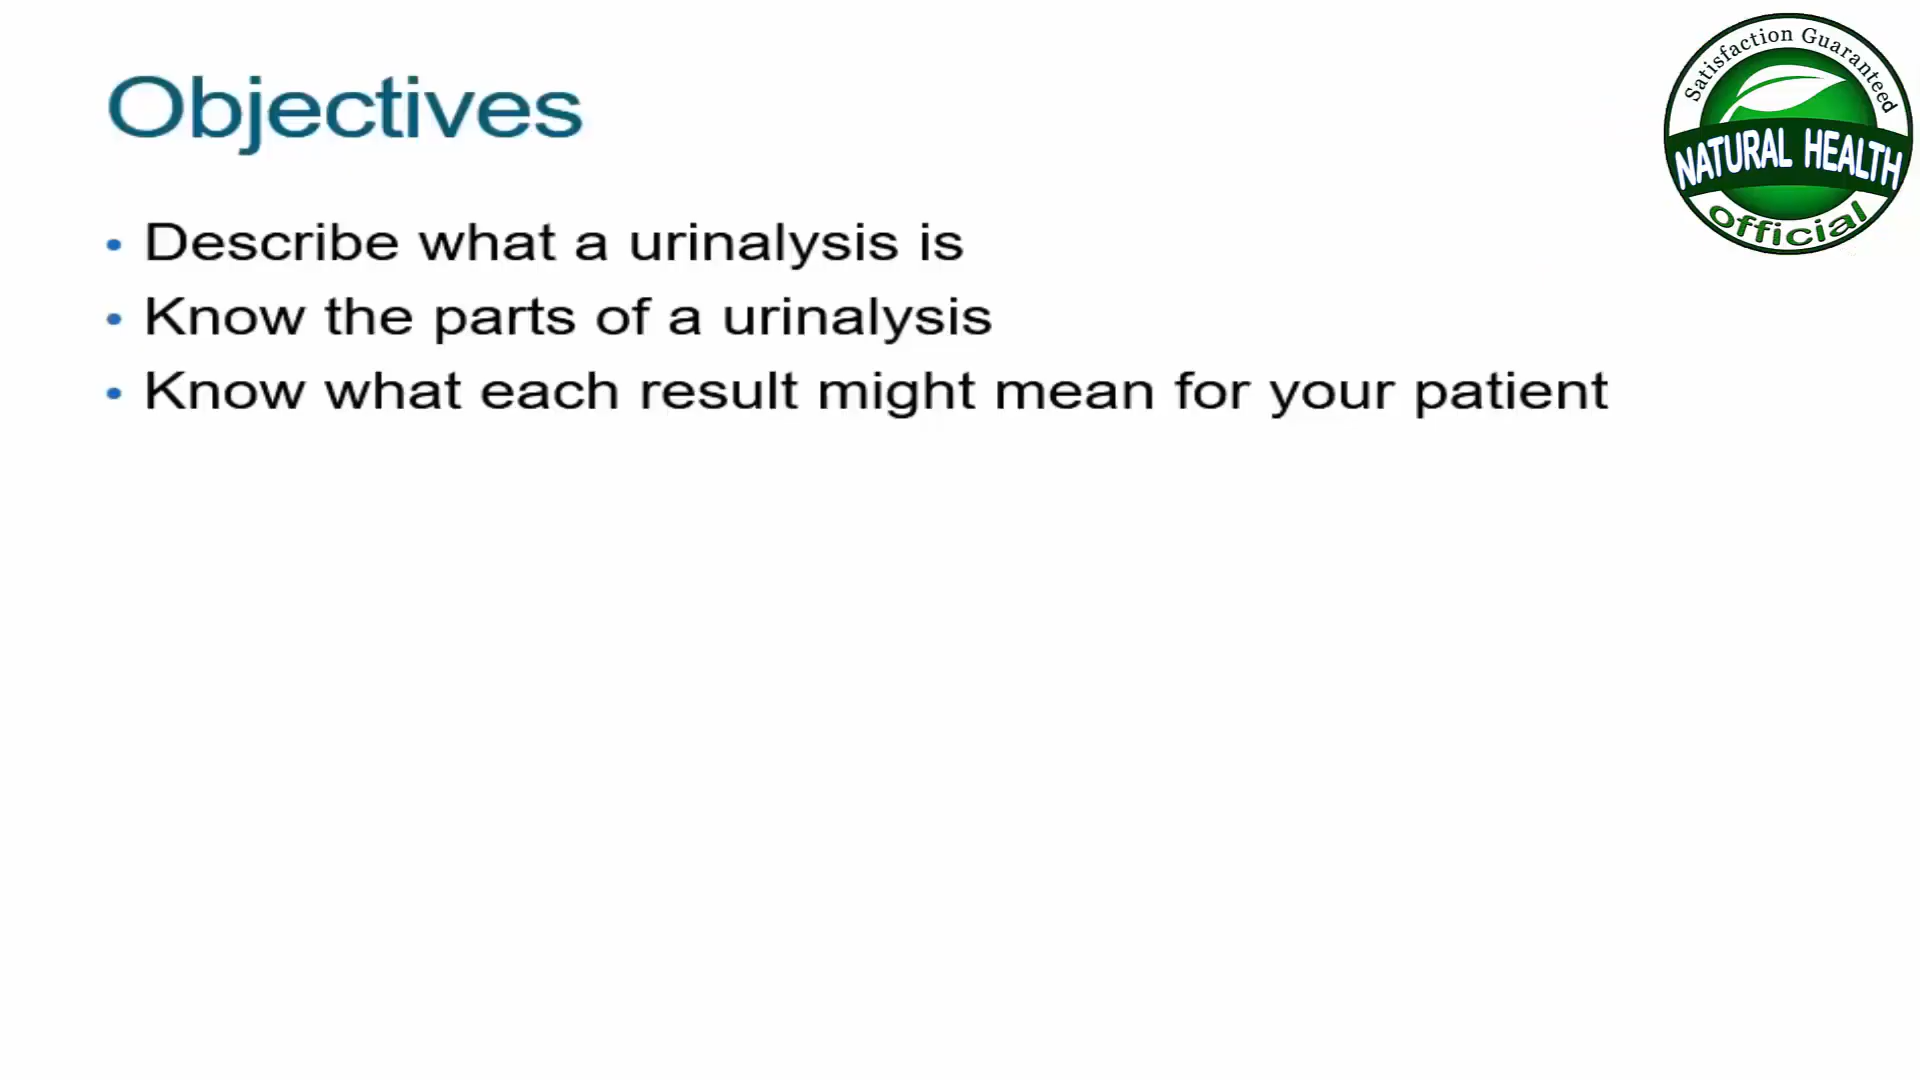 Objectives
• Describe what a urinalysis is
• Know the parts of a urinalysis
• Know what each result might mean for your patient
Satisfaction Guaranteed
NATURAL HEALTH
Official